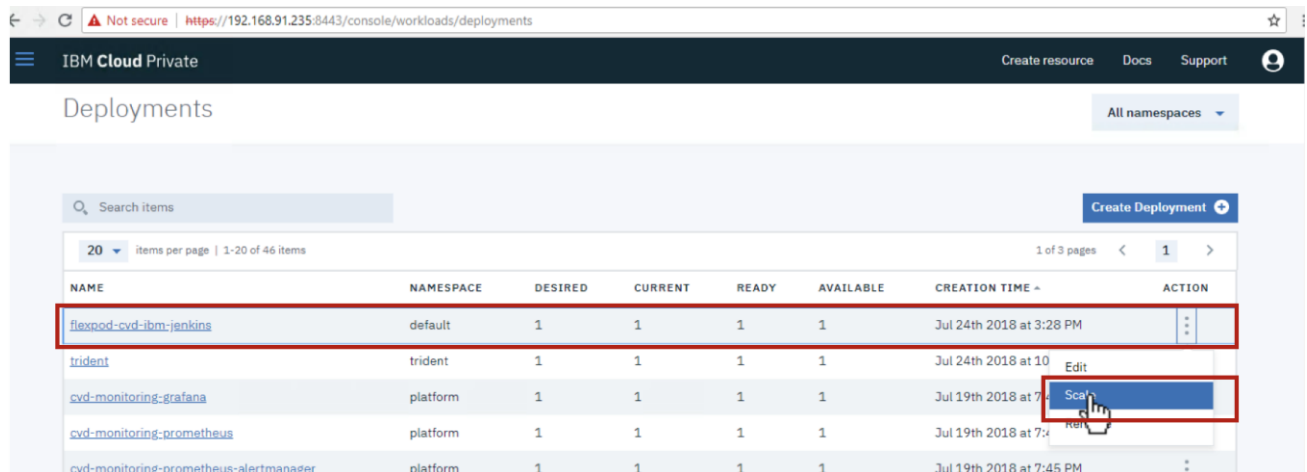 Not secure | https://192.168.91.235:8443/console/workloads/deployments
IBM Cloud Private Create resource Docs Support
Deployments All namespaces
Search items Create Deployment
20 items per page | 1-20 of 46 items 1 of 3 pages 1
NAME NAMESPACE DESIRED CURRENT READY AVAILABLE CREATION TIME ACTION
flexpod-cvd-ibm-jenkins default 1 1 1 1 Jul 24th 2018 at 3:28 PM
trident trident 1 1 1 1 Jul 24th 2018 at 10
Edit
cvd-monitoring-grafana platform 1 1 1 1 Jul 19th 2018 at 7:4
Scale
cvd-monitoring-prometheus platform 1 1 1 1 Jul 19th 2018 at 7:4
cvd-monitoring-prometheus-alertmanager platform 1 1 1 1 Jul 19th 2018 at 7:45 PM